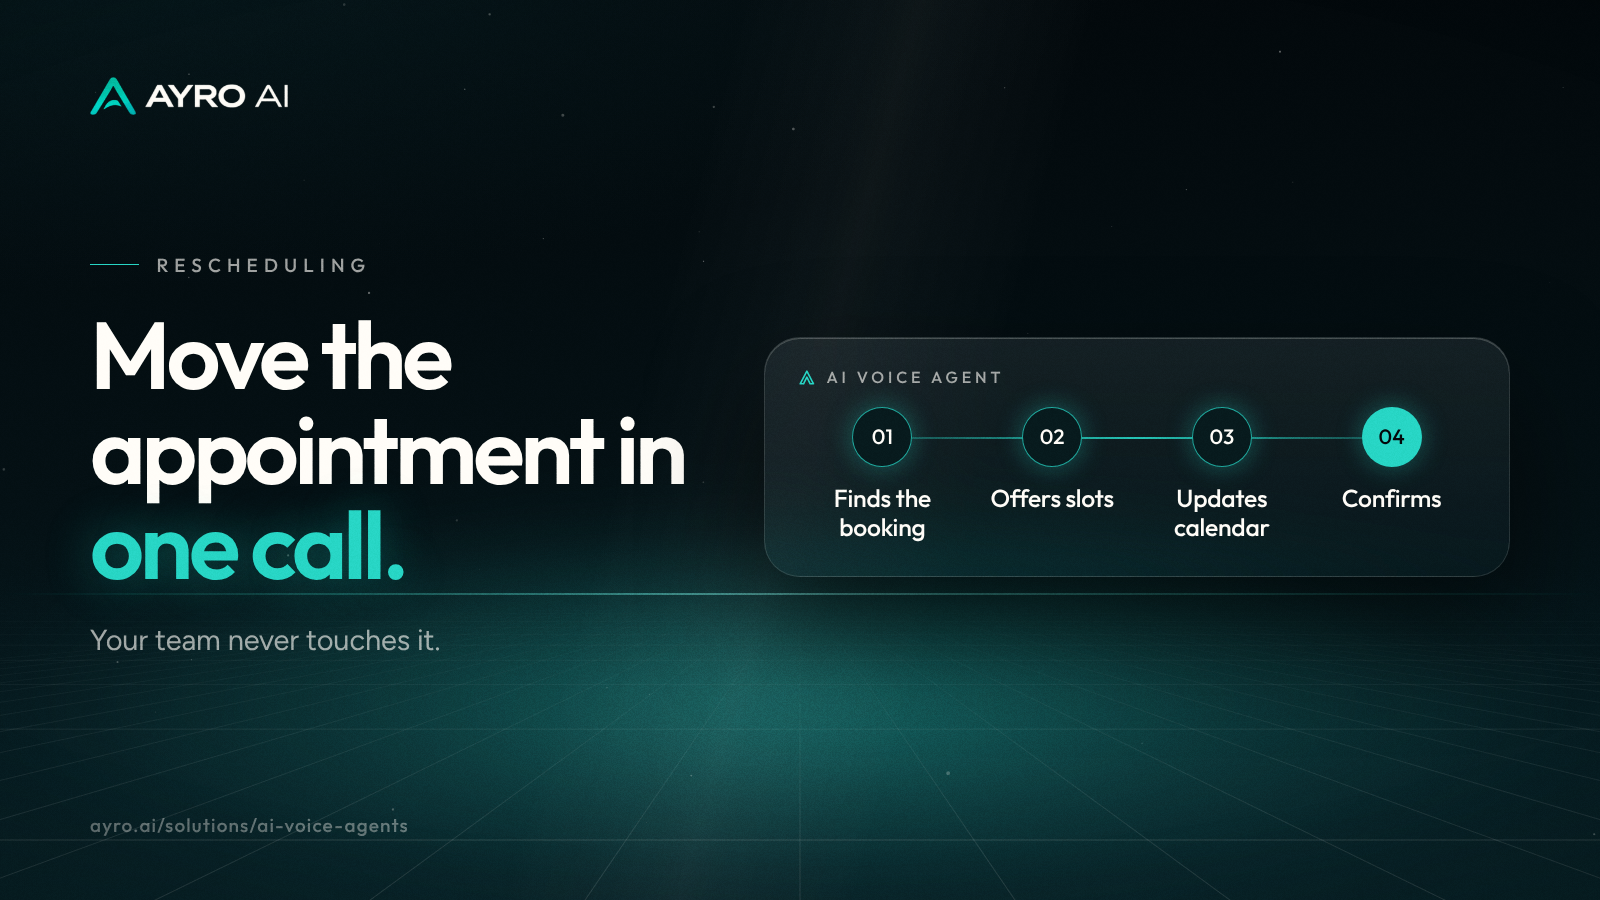 AYRO AI
RESCHEDULING
Move the
appointment in
one call.
Your team never touches it.
AI VOICE AGENT
01
02
03
04
Finds the
booking
Offers slots
Updates
calendar
Confirms
ayro.ai/solutions/ai-voice-agents